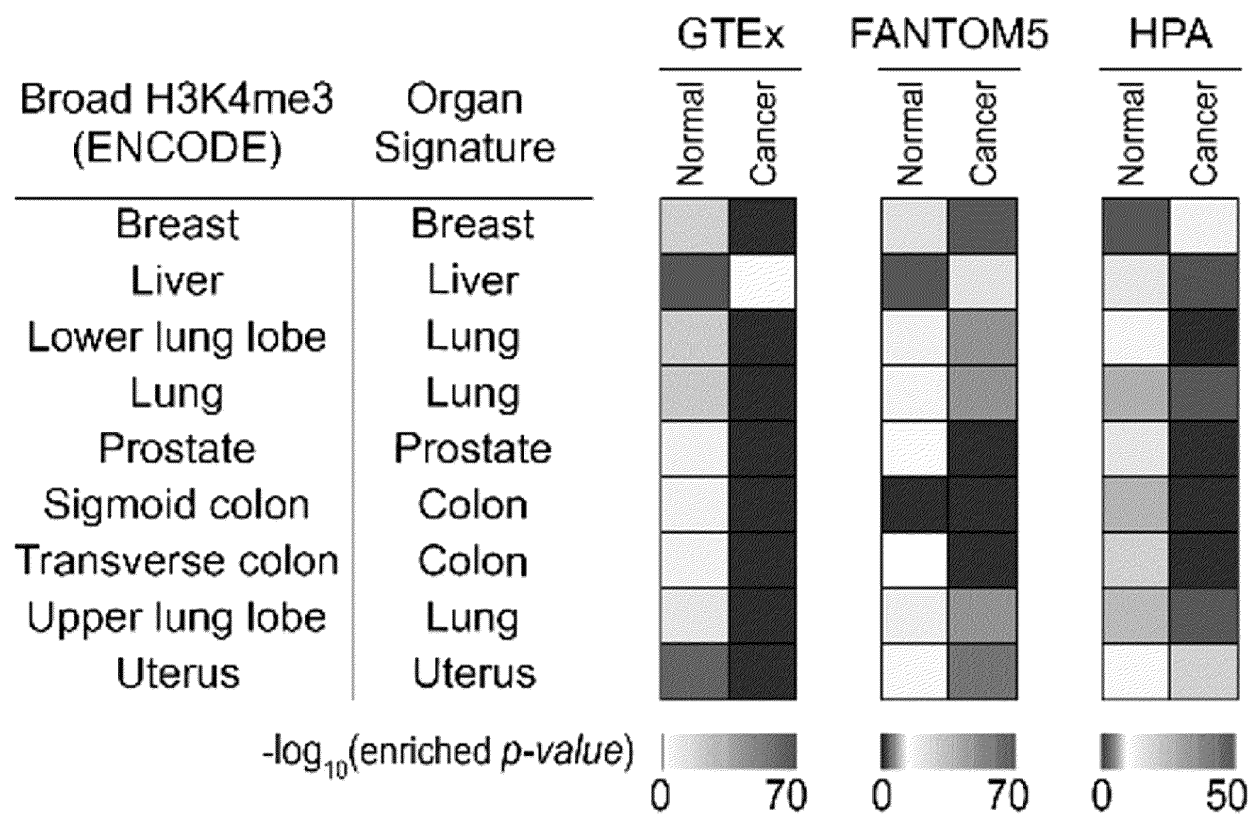 GTEx FANTOM5 HPA
Broad H3K4me3 (ENCODE) Organ Signature Normal Cancer Normal Cancer Normal Cancer
Breast Breast
Liver Liver
Lower lung lobe Lung
Lung Lung
Prostate Prostate
Sigmoid colon Colon
Transverse colon Colon
Upper lung lobe Lung
Uterus Uterus
-log10(enriched p-value)
0 70 0 70 0 50